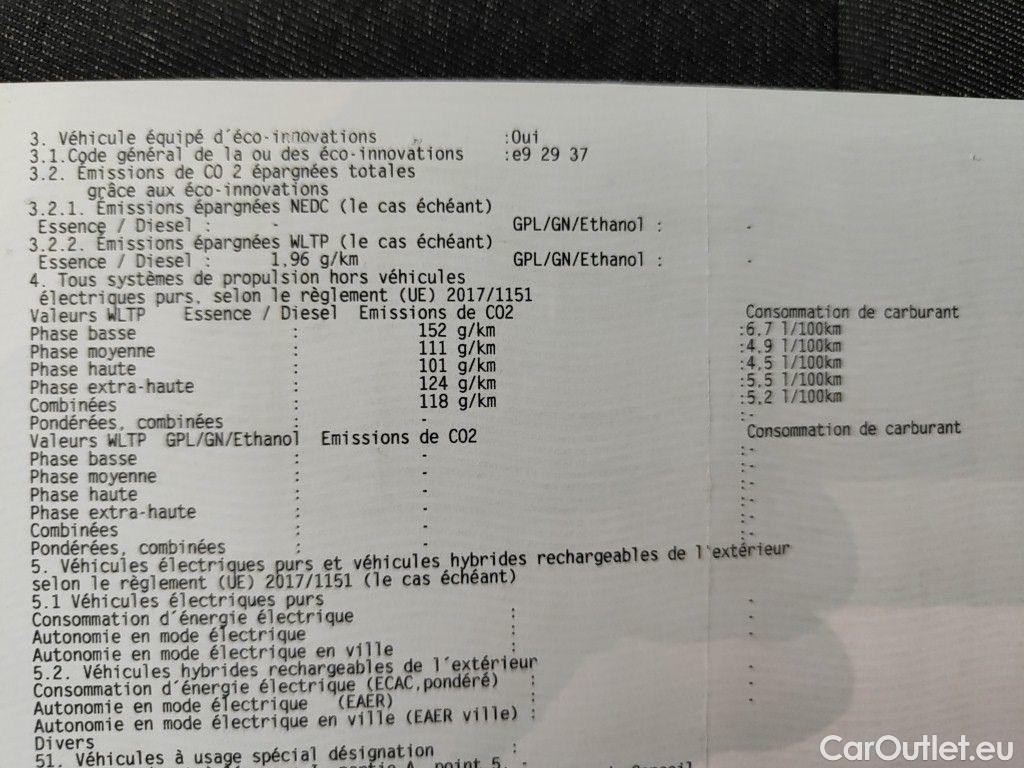 3. Véhicule équipé d'éco-innovations :Oui
3.1.Code général de la ou des éco-innovations :e9 29 37
3.2. Émissions de CO 2 épargnées totales
grâce aux éco-innovations
3.2.1. Émissions épargnées NEDC (le cas échéant)
Essence / Diesel : - GPL/GN/Ethanol : -
3.2.2. Émissions épargnées WLTP (le cas échéant)
Essence / Diesel : 1,96 g/km GPL/GN/Ethanol : -
4. Tous systèmes de propulsion hors véhicules
électriques purs, selon le règlement (UE) 2017/1151
Valeurs WLTP Essence / Diesel Emissions de CO2 Consommation de carburant
Phase basse : 152 g/km :6,7 l/100km
Phase moyenne : 111 g/km :4,9 l/100km
Phase haute : 101 g/km :4,5 l/100km
Phase extra-haute : 124 g/km :5,5 l/100km
Combinées : 118 g/km :5,2 l/100km
Pondérées, combinées : - :-
Valeurs WLTP GPL/GN/Ethanol Emissions de CO2 Consommation de carburant
Phase basse : - :-
Phase moyenne : - :-
Phase haute : - :-
Phase extra-haute : - :-
Combinées : - :-
Pondérées, combinées : - :-
5. Véhicules électriques purs et véhicules hybrides rechargeables de l'extérieur
selon le règlement (UE) 2017/1151 (le cas échéant)
5.1 Véhicules électriques purs
Consommation d'énergie électrique : -
Autonomie en mode électrique : -
Autonomie en mode électrique en ville : -
5.2. Véhicules hybrides rechargeables de l'extérieur
Consommation d'énergie électrique (ECAC,pondéré) : -
Autonomie en mode électrique (EAER) : -
Autonomie en mode électrique en ville (EAER ville) : -
Divers
51. Véhicules à usage spécial désignation :
partie A, point 5, Conseil
CarOutlet.eu